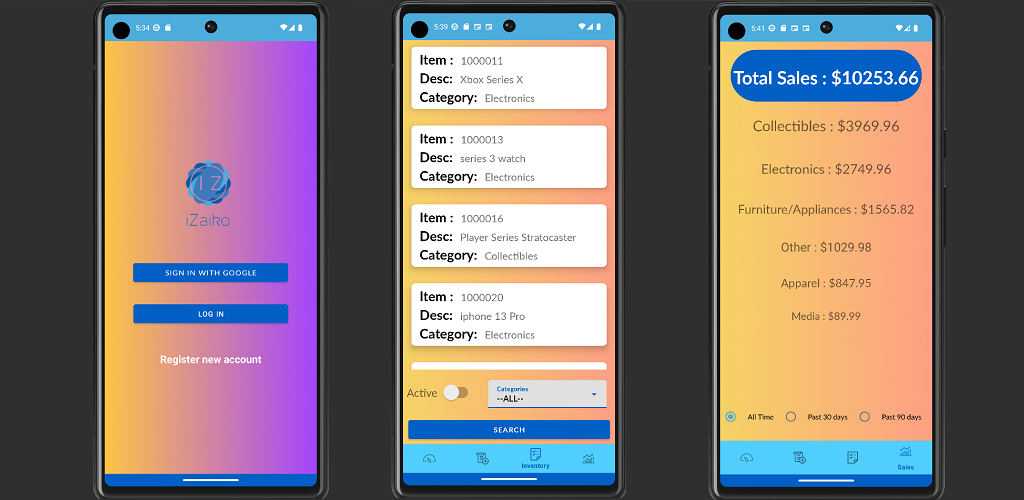 5:34
IZ
iZaiko
SIGN IN WITH GOOGLE
LOG IN
Register new account
5:39
Item : 1000011
Desc: Xbox Series X
Category: Electronics
Item : 1000013
Desc: series 3 watch
Category: Electronics
Item : 1000016
Desc: Player Series Stratocaster
Category: Collectibles
Item : 1000020
Desc: iphone 13 Pro
Category: Electronics
Active
Categories
--ALL--
SEARCH
Inventory
5:41
Total Sales : $10253.66
Collectibles : $3969.96
Electronics : $2749.96
Furniture/Appliances : $1565.82
Other : $1029.98
Apparel : $847.95
Media : $89.99
All Time Past 30 days Past 90 days
Sales